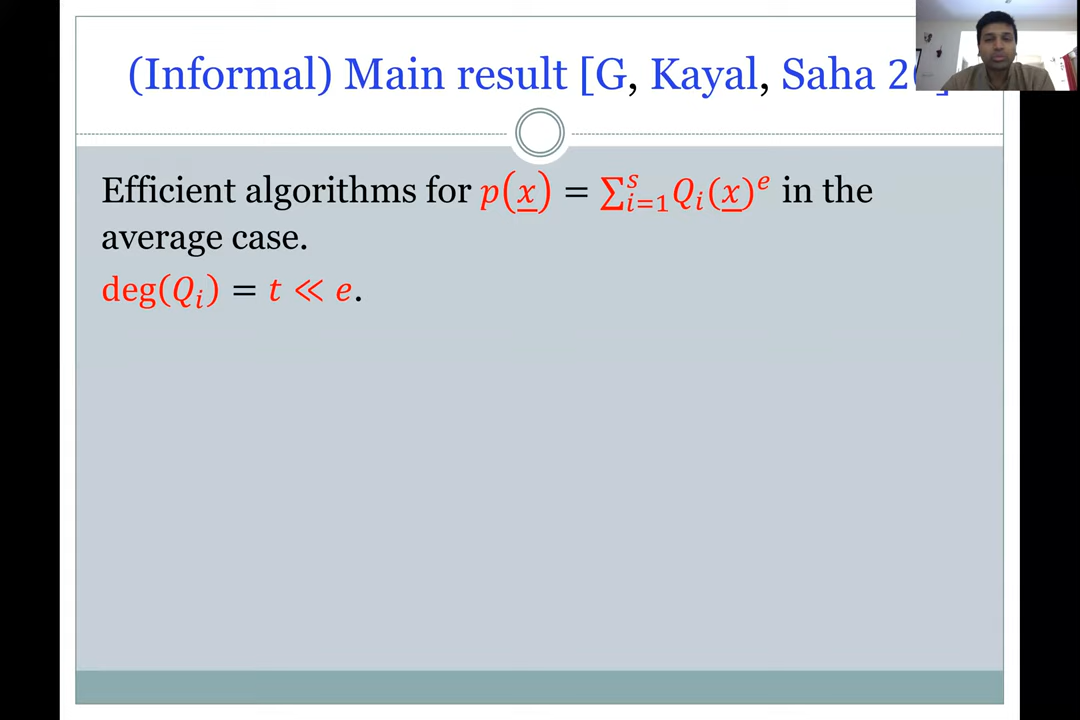 (Informal) Main result [G, Kayal, Saha
Efficient algorithms for p(x) = ∑ᵢ₌₁ˢ Qᵢ(x)ᵉ in the
average case.
deg(Qᵢ) = t ≪ e.